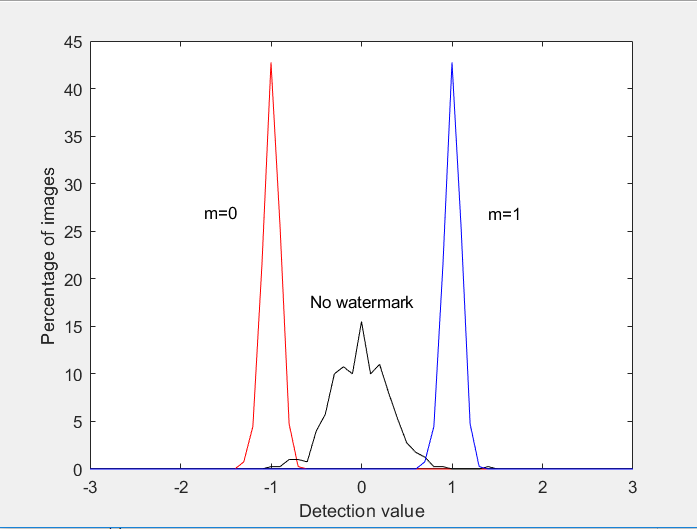 45
40
35
30
25
20
15
10
5
0
-3 -2 -1 0 1 2 3
Percentage of images
Detection value
m=0
m=1
No watermark